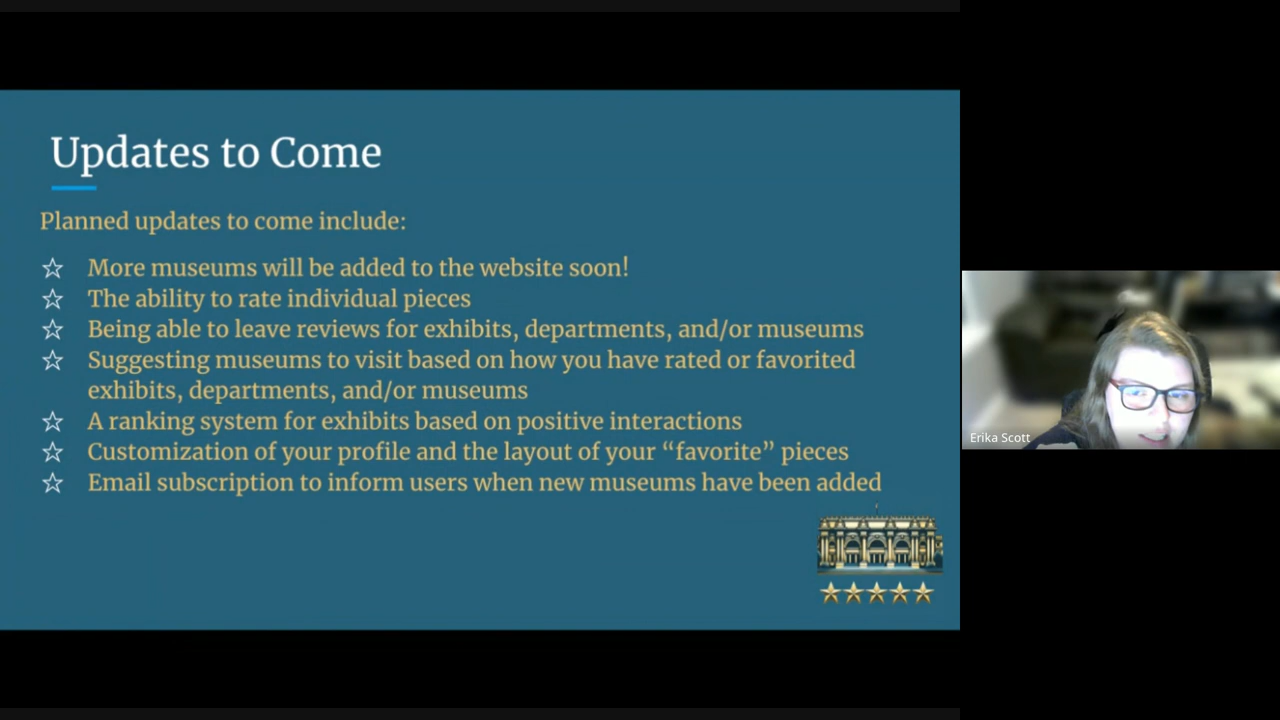 Updates to Come
Planned updates to come include:
☆ More museums will be added to the website soon!
☆ The ability to rate individual pieces
☆ Being able to leave reviews for exhibits, departments, and/or museums
☆ Suggesting museums to visit based on how you have rated or favorited
exhibits, departments, and/or museums
☆ A ranking system for exhibits based on positive interactions
☆ Customization of your profile and the layout of your “favorite” pieces
☆ Email subscription to inform users when new museums have been added
Erika Scott